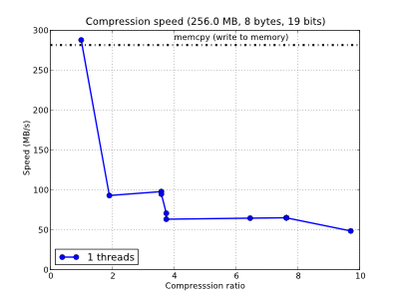 Compression speed (256.0 MB, 8 bytes, 19 bits)
300
memcpy (write to memory)
250
200
150
100
50
0
Speed (MB/s)
1 threads
0
2
4
6
8
10
Compresssion ratio